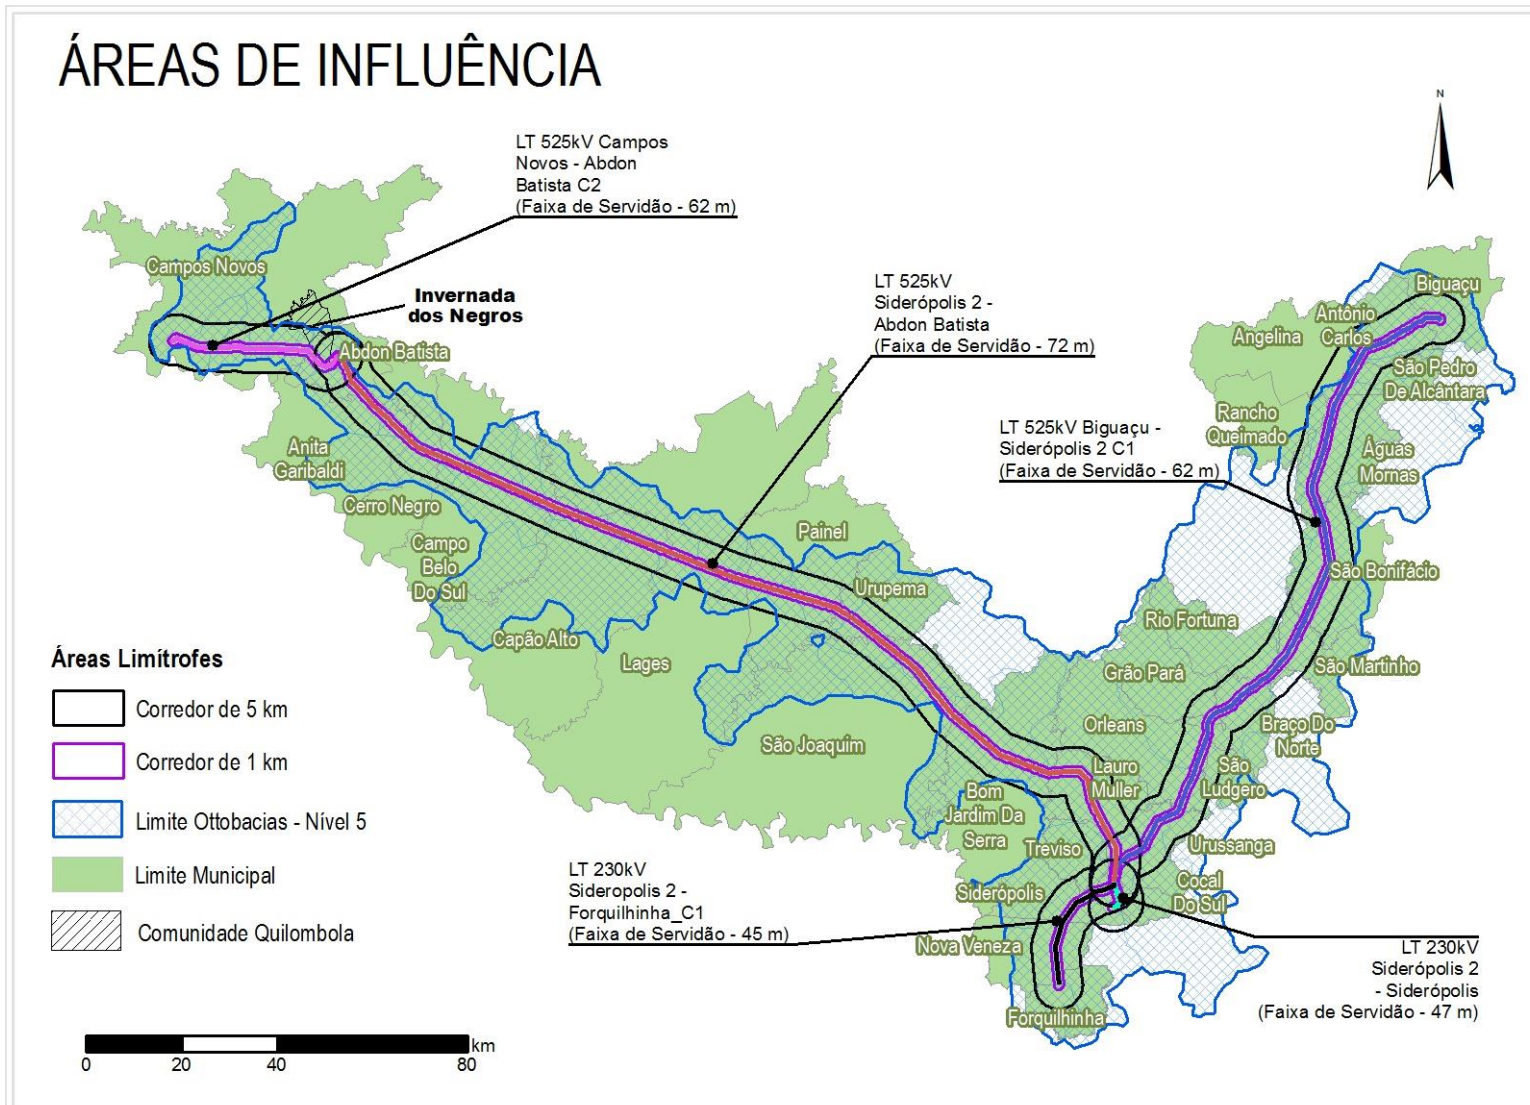 ÁREAS DE INFLUÊNCIA
N
LT 525kV Campos
Novos - Abdon
Batista C2
(Faixa de Servidão - 62 m)
Campos Novos
Invernada
dos Negros
Abdon Batista
LT 525kV
Siderópolis 2 -
Abdon Batista
(Faixa de Servidão - 72 m)
Biguaçu
Antônio
Carlos
Angelina
São Pedro
De Alcântara
Rancho
Queimado
LT 525kV Biguaçu -
Siderópolis 2 C1
(Faixa de Servidão - 62 m)
Águas
Mornas
Anita
Garibaldi
Cerro Negro
Campo
Belo
Do Sul
Painel
Urupema
São Bonifácio
Rio Fortuna
Capão Alto
Lages
Grão Pará
São Martinho
Orleans
Braço Do
Norte
São Joaquim
Lauro
Muller
São
Ludgero
Bom
Jardim Da
Serra
Treviso
Urussanga
Siderópolis
Cocal
Do Sul
Nova Veneza
Forquilhinha
LT 230kV
Sideropolis 2 -
Forquilhinha_C1
(Faixa de Servidão - 45 m)
LT 230kV
Siderópolis 2
- Siderópolis
(Faixa de Servidão - 47 m)
Áreas Limítrofes
Corredor de 5 km
Corredor de 1 km
Limite Ottobacias - Nível 5
Limite Municipal
Comunidade Quilombola
km
0 20 40 80